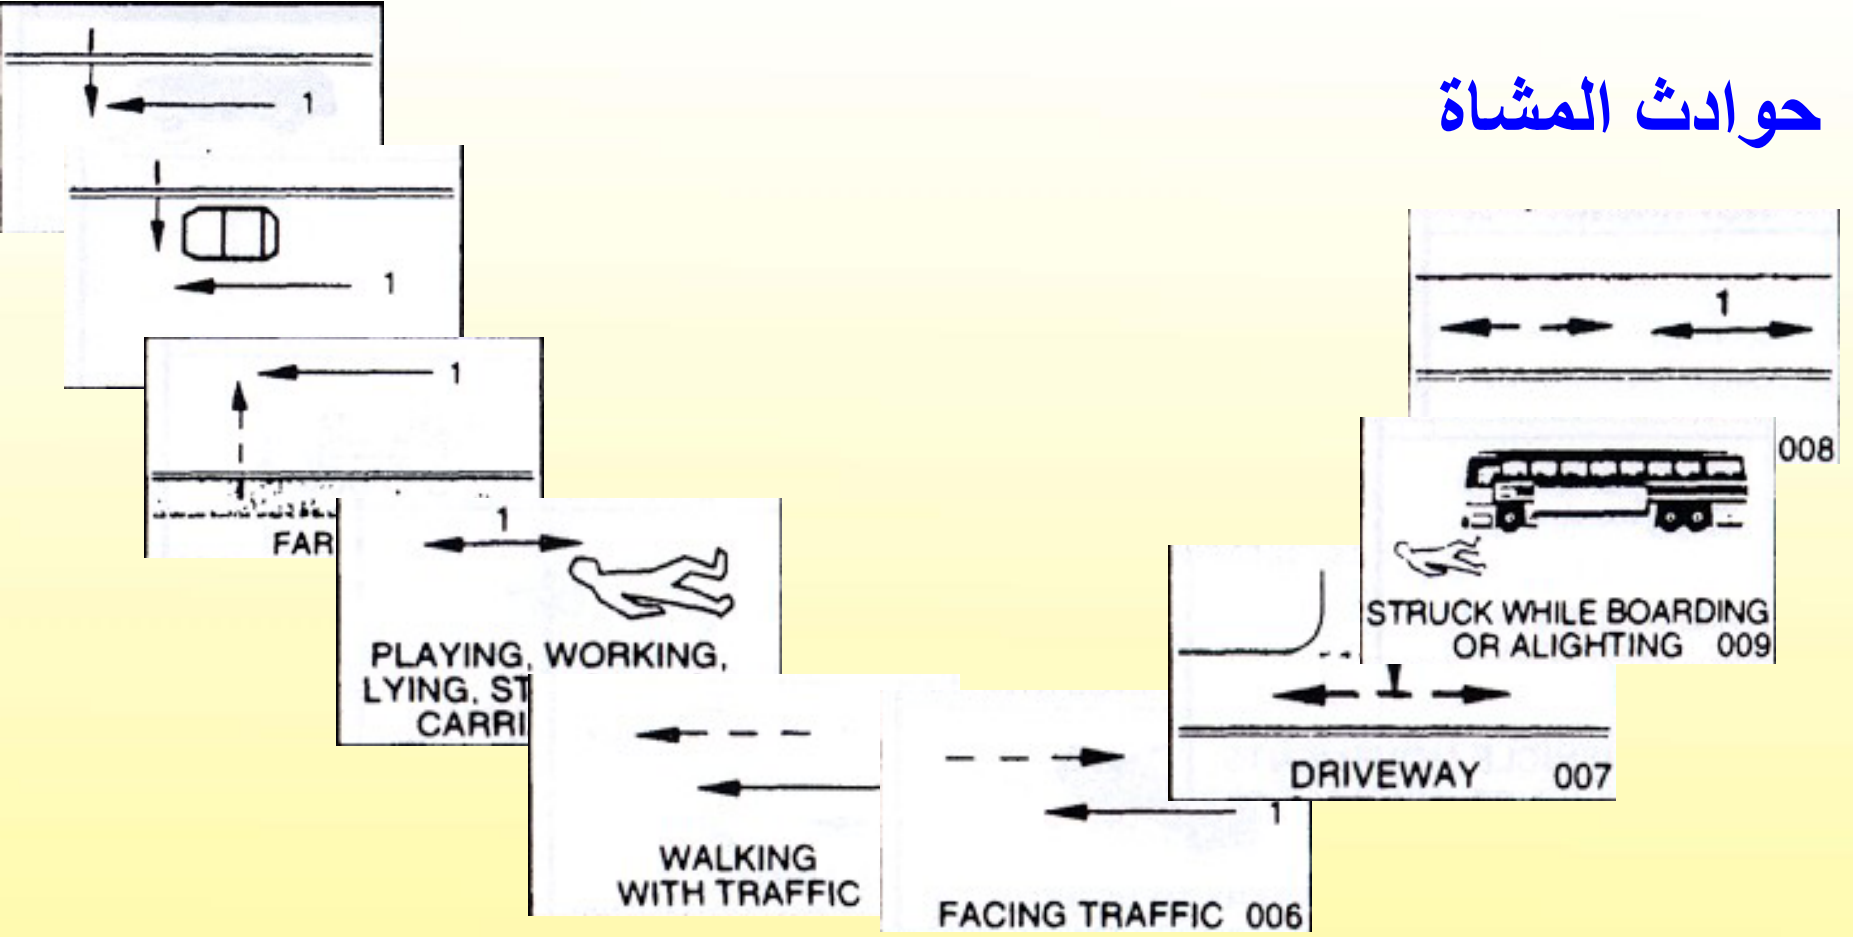 حوادث المشاة
1
1
1
FAR
1
PLAYING, WORKING,
LYING, ST
CARRI
WALKING
WITH TRAFFIC
1
FACING TRAFFIC 006
DRIVEWAY 007
STRUCK WHILE BOARDING
OR ALIGHTING 009
1
008